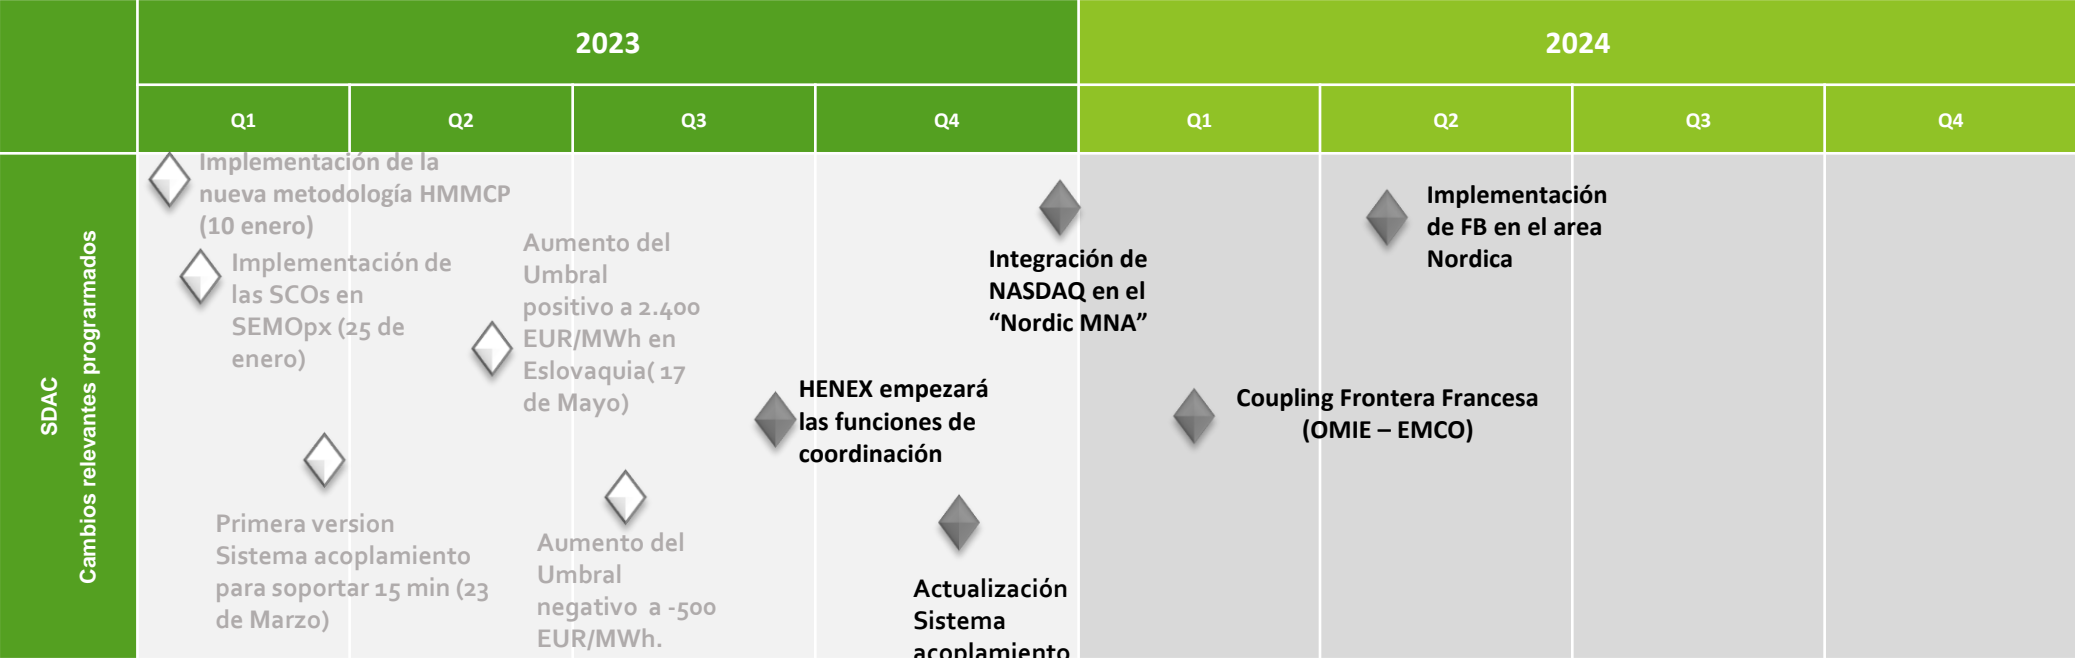 2023
2024
Q1
Q2
Q3
Q4
Q1
Q2
Q3
Q4
SDAC
Cambios relevantes programados
Implementación de la
nueva metodología HMMCP
(10 enero)
Implementación de
las SCOs en
SEMOpx (25 de
enero)
Primera version
Sistema acoplamiento
para soportar 15 min (23
de Marzo)
Aumento del
Umbral
positivo a 2.400
EUR/MWh en
Eslovaquia( 17
de Mayo)
Aumento del
Umbral
negativo a -500
EUR/MWh.
HENEX empezará
las funciones de
coordinación
Actualización
Sistema
acoplamiento
Integración de
NASDAQ en el
“Nordic MNA”
Coupling Frontera Francesa
(OMIE – EMCO)
Implementación
de FB en el area
Nordica